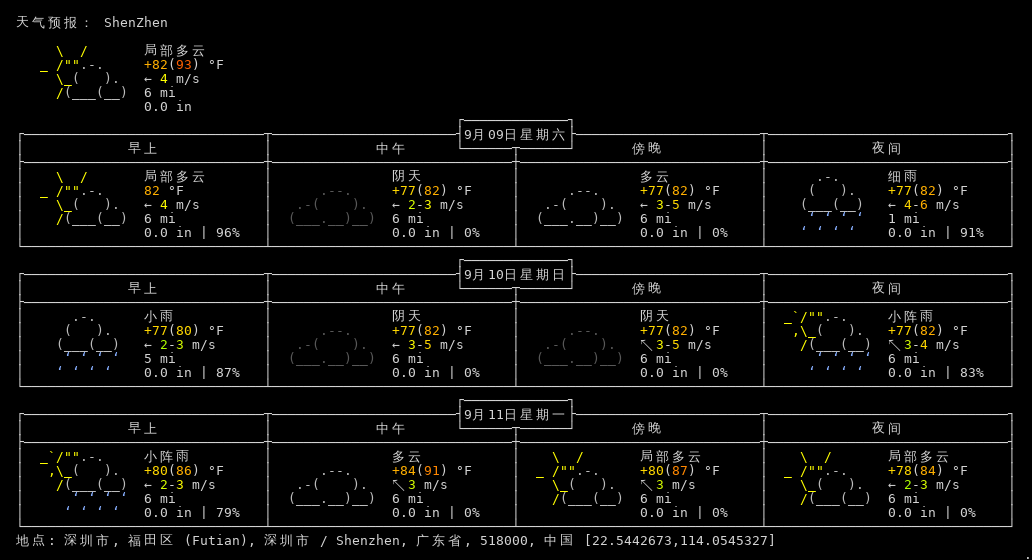 天气预报： ShenZhen
局部多云
+82(93) °F
← 4 m/s
6 mi
0.0 in
9月09日星期六
早上 中午 傍晚 夜间
局部多云 阴天 多云 细雨
82 °F +77(82) °F +77(82) °F +77(82) °F
← 4 m/s ← 2-3 m/s ← 3-5 m/s ← 4-6 m/s
6 mi 6 mi 6 mi 1 mi
0.0 in | 96% 0.0 in | 0% 0.0 in | 0% 0.0 in | 91%
9月10日星期日
早上 中午 傍晚 夜间
小雨 阴天 阴天 小阵雨
+77(80) °F +77(82) °F +77(82) °F +77(82) °F
← 2-3 m/s ← 3-5 m/s ↖ 3-5 m/s ↖ 3-4 m/s
5 mi 6 mi 6 mi 6 mi
0.0 in | 87% 0.0 in | 0% 0.0 in | 0% 0.0 in | 83%
9月11日星期一
早上 中午 傍晚 夜间
小阵雨 多云 局部多云 局部多云
+80(86) °F +84(91) °F +80(87) °F +78(84) °F
← 2-3 m/s ↖ 3 m/s ↖ 3 m/s ← 2-3 m/s
6 mi 6 mi 6 mi 6 mi
0.0 in | 79% 0.0 in | 0% 0.0 in | 0% 0.0 in | 0%
地点: 深圳市, 福田区 (Futian), 深圳市 / Shenzhen, 广东省, 518000, 中国 [22.5442673,114.0545327]